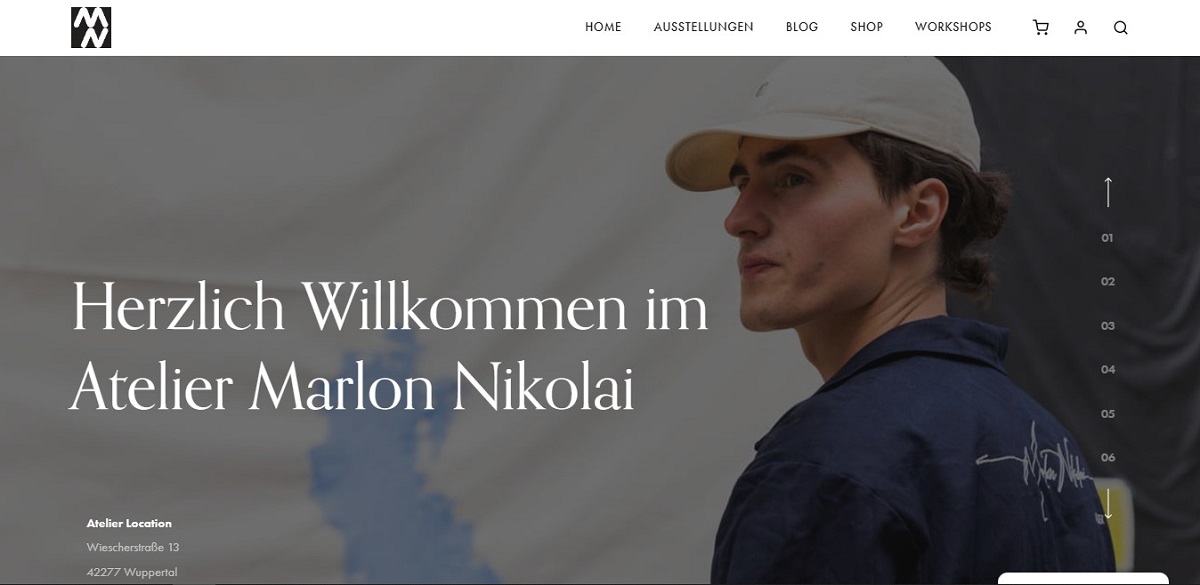 MN
HOME AUSSTELLUNGEN BLOG SHOP WORKSHOPS
Herzlich Willkommen im
Atelier Marlon Nikolai
01
02
03
04
05
06
Atelier Location
Wiescherstraße 13
42277 Wuppertal